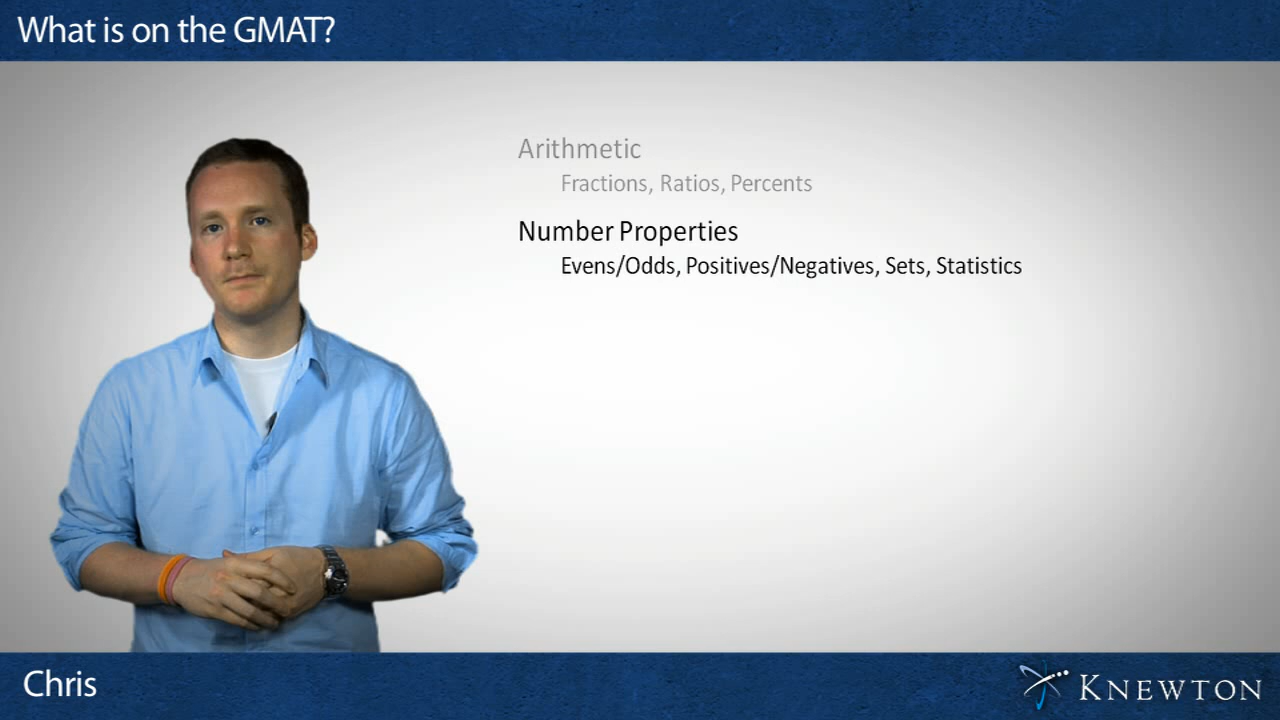 What is on the GMAT?
Arithmetic
Fractions, Ratios, Percents
Number Properties
Evens/Odds, Positives/Negatives, Sets, Statistics
Chris
KNEWTON